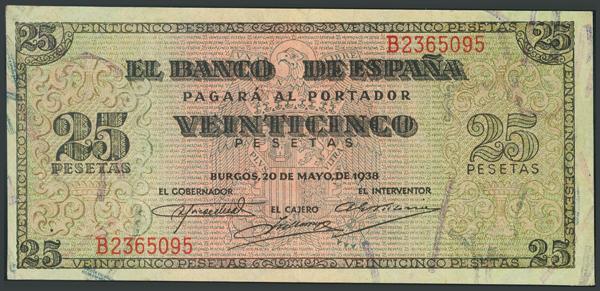 VEINTICINCO PESETAS VEINTICINCO PESETAS
25
25
B2365095
EL BANCO DE ESPAÑA
PAGARÁ AL PORTADOR
VEINTICINCO
PESETAS
25
PESETAS
25
PESETAS
BURGOS, 20 DE MAYO, DE 1938
EL GOBERNADOR
EL CAJERO
EL INTERVENTOR
B2365095
25
25
VEINTICINCO PESETAS VEINTICINCO PESETAS
VEINTICINCO PESETAS
VEINTICINCO PESETAS